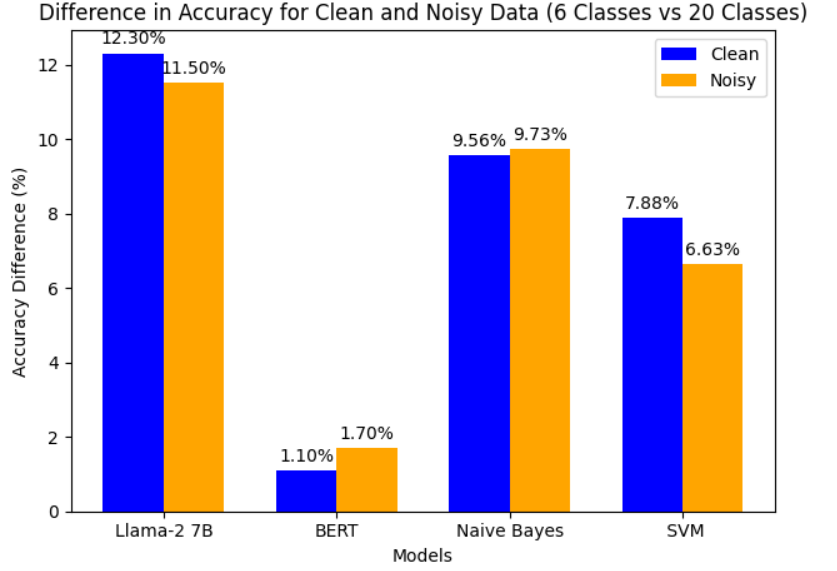 Difference in Accuracy for Clean and Noisy Data (6 Classes vs 20 Classes)
12.30%
11.50%
1.10%
1.70%
9.56%
9.73%
7.88%
6.63%
Clean
Noisy
Accuracy Difference (%)
12
10
8
6
4
2
0
Llama-2 7B
BERT
Naive Bayes
SVM
Models